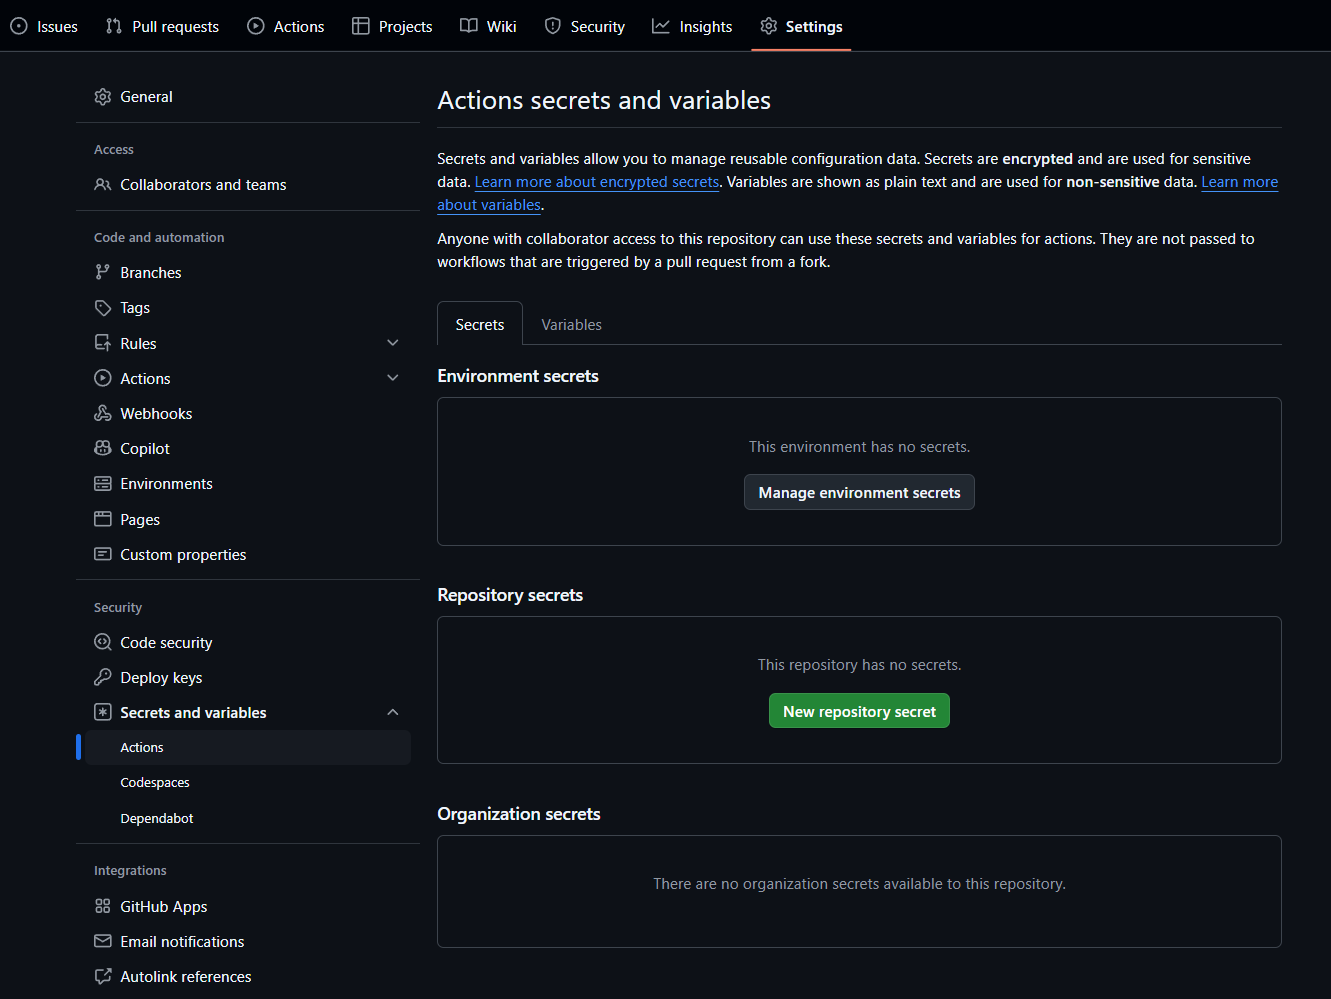 Issues Pull requests Actions Projects Wiki Security Insights Settings
General
Access
Collaborators and teams
Code and automation
Branches
Tags
Rules
Actions
Webhooks
Copilot
Environments
Pages
Custom properties
Security
Code security
Deploy keys
Secrets and variables
Actions
Codespaces
Dependabot
Integrations
GitHub Apps
Email notifications
Autolink references
Actions secrets and variables
Secrets and variables allow you to manage reusable configuration data. Secrets are encrypted and are used for sensitive
data. Learn more about encrypted secrets. Variables are shown as plain text and are used for non-sensitive data. Learn more
about variables.
Anyone with collaborator access to this repository can use these secrets and variables for actions. They are not passed to
workflows that are triggered by a pull request from a fork.
Secrets Variables
Environment secrets
This environment has no secrets.
Manage environment secrets
Repository secrets
This repository has no secrets.
New repository secret
Organization secrets
There are no organization secrets available to this repository.